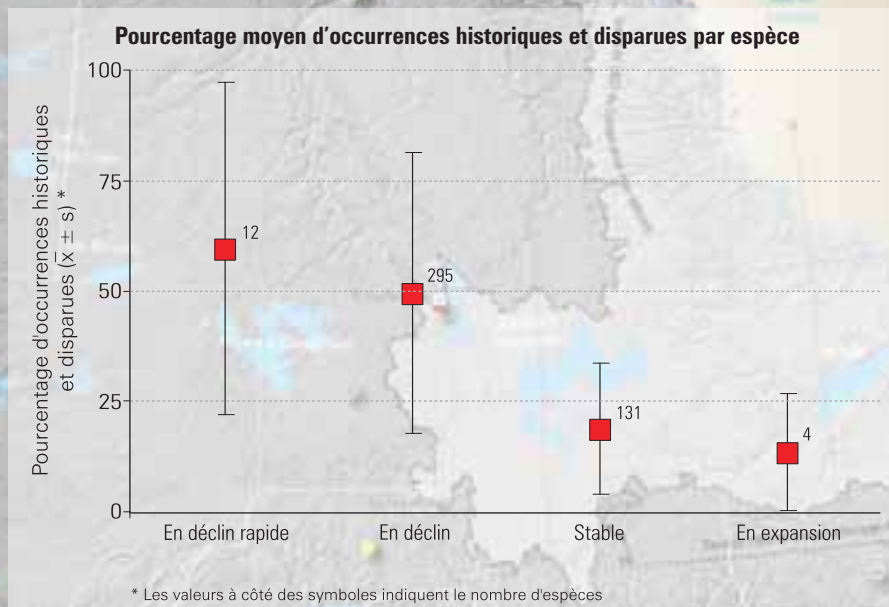 Pourcentage moyen d'occurrences historiques et disparues par espèce
Pourcentage d'occurrences historiques
et disparues (x̅ ± s) *
100
75
50
25
0
12
295
131
4
En déclin rapide
En déclin
Stable
En expansion
* Les valeurs à côté des symboles indiquent le nombre d'espèces